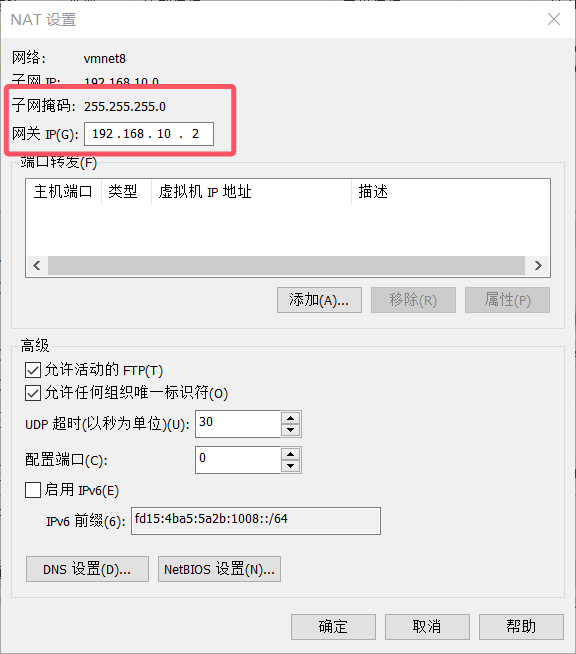 NAT 设置
网络: vmnet8
子网 IP: 192.168.10.0
子网掩码: 255.255.255.0
网关 IP(G): 192 . 168 . 10 . 2
端口转发(F)
主机端口 类型 虚拟机 IP 地址 描述
添加(A)... 移除(R) 属性(P)
高级
允许活动的 FTP(T)
允许任何组织唯一标识符(O)
UDP 超时(以秒为单位)(U): 30
配置端口(C): 0
启用 IPv6(E)
IPv6 前缀(6): fd15:4ba5:5a2b:1008::/64
DNS 设置(D)... NetBIOS 设置(N)...
确定 取消 帮助